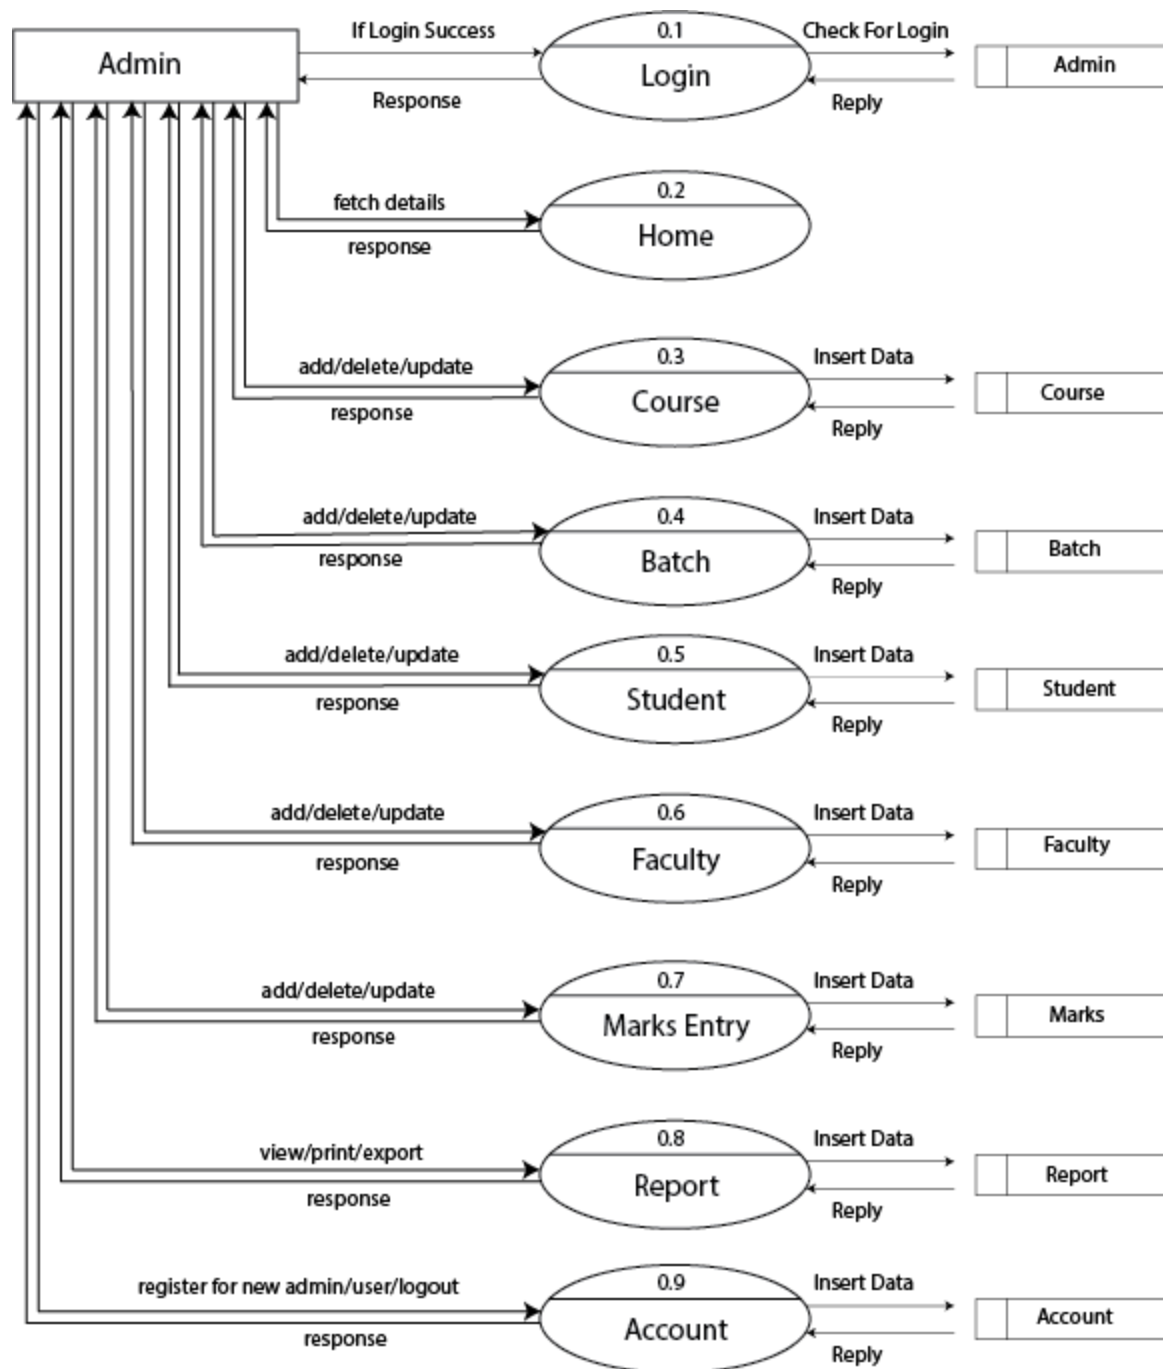 If Login Success
0.1
Check For Login
Admin
Login
Admin
Response
Reply
0.2
fetch details
Home
response
0.3
Insert Data
add/delete/update
Course
Course
response
Reply
0.4
Insert Data
add/delete/update
Batch
Batch
response
Reply
0.5
Insert Data
add/delete/update
Student
Student
response
Reply
0.6
Insert Data
add/delete/update
Faculty
Faculty
response
Reply
0.7
Insert Data
add/delete/update
Marks Entry
Marks
response
Reply
0.8
Insert Data
view/print/export
Report
Report
response
Reply
0.9
Insert Data
register for new admin/user/logout
Account
Account
response
Reply